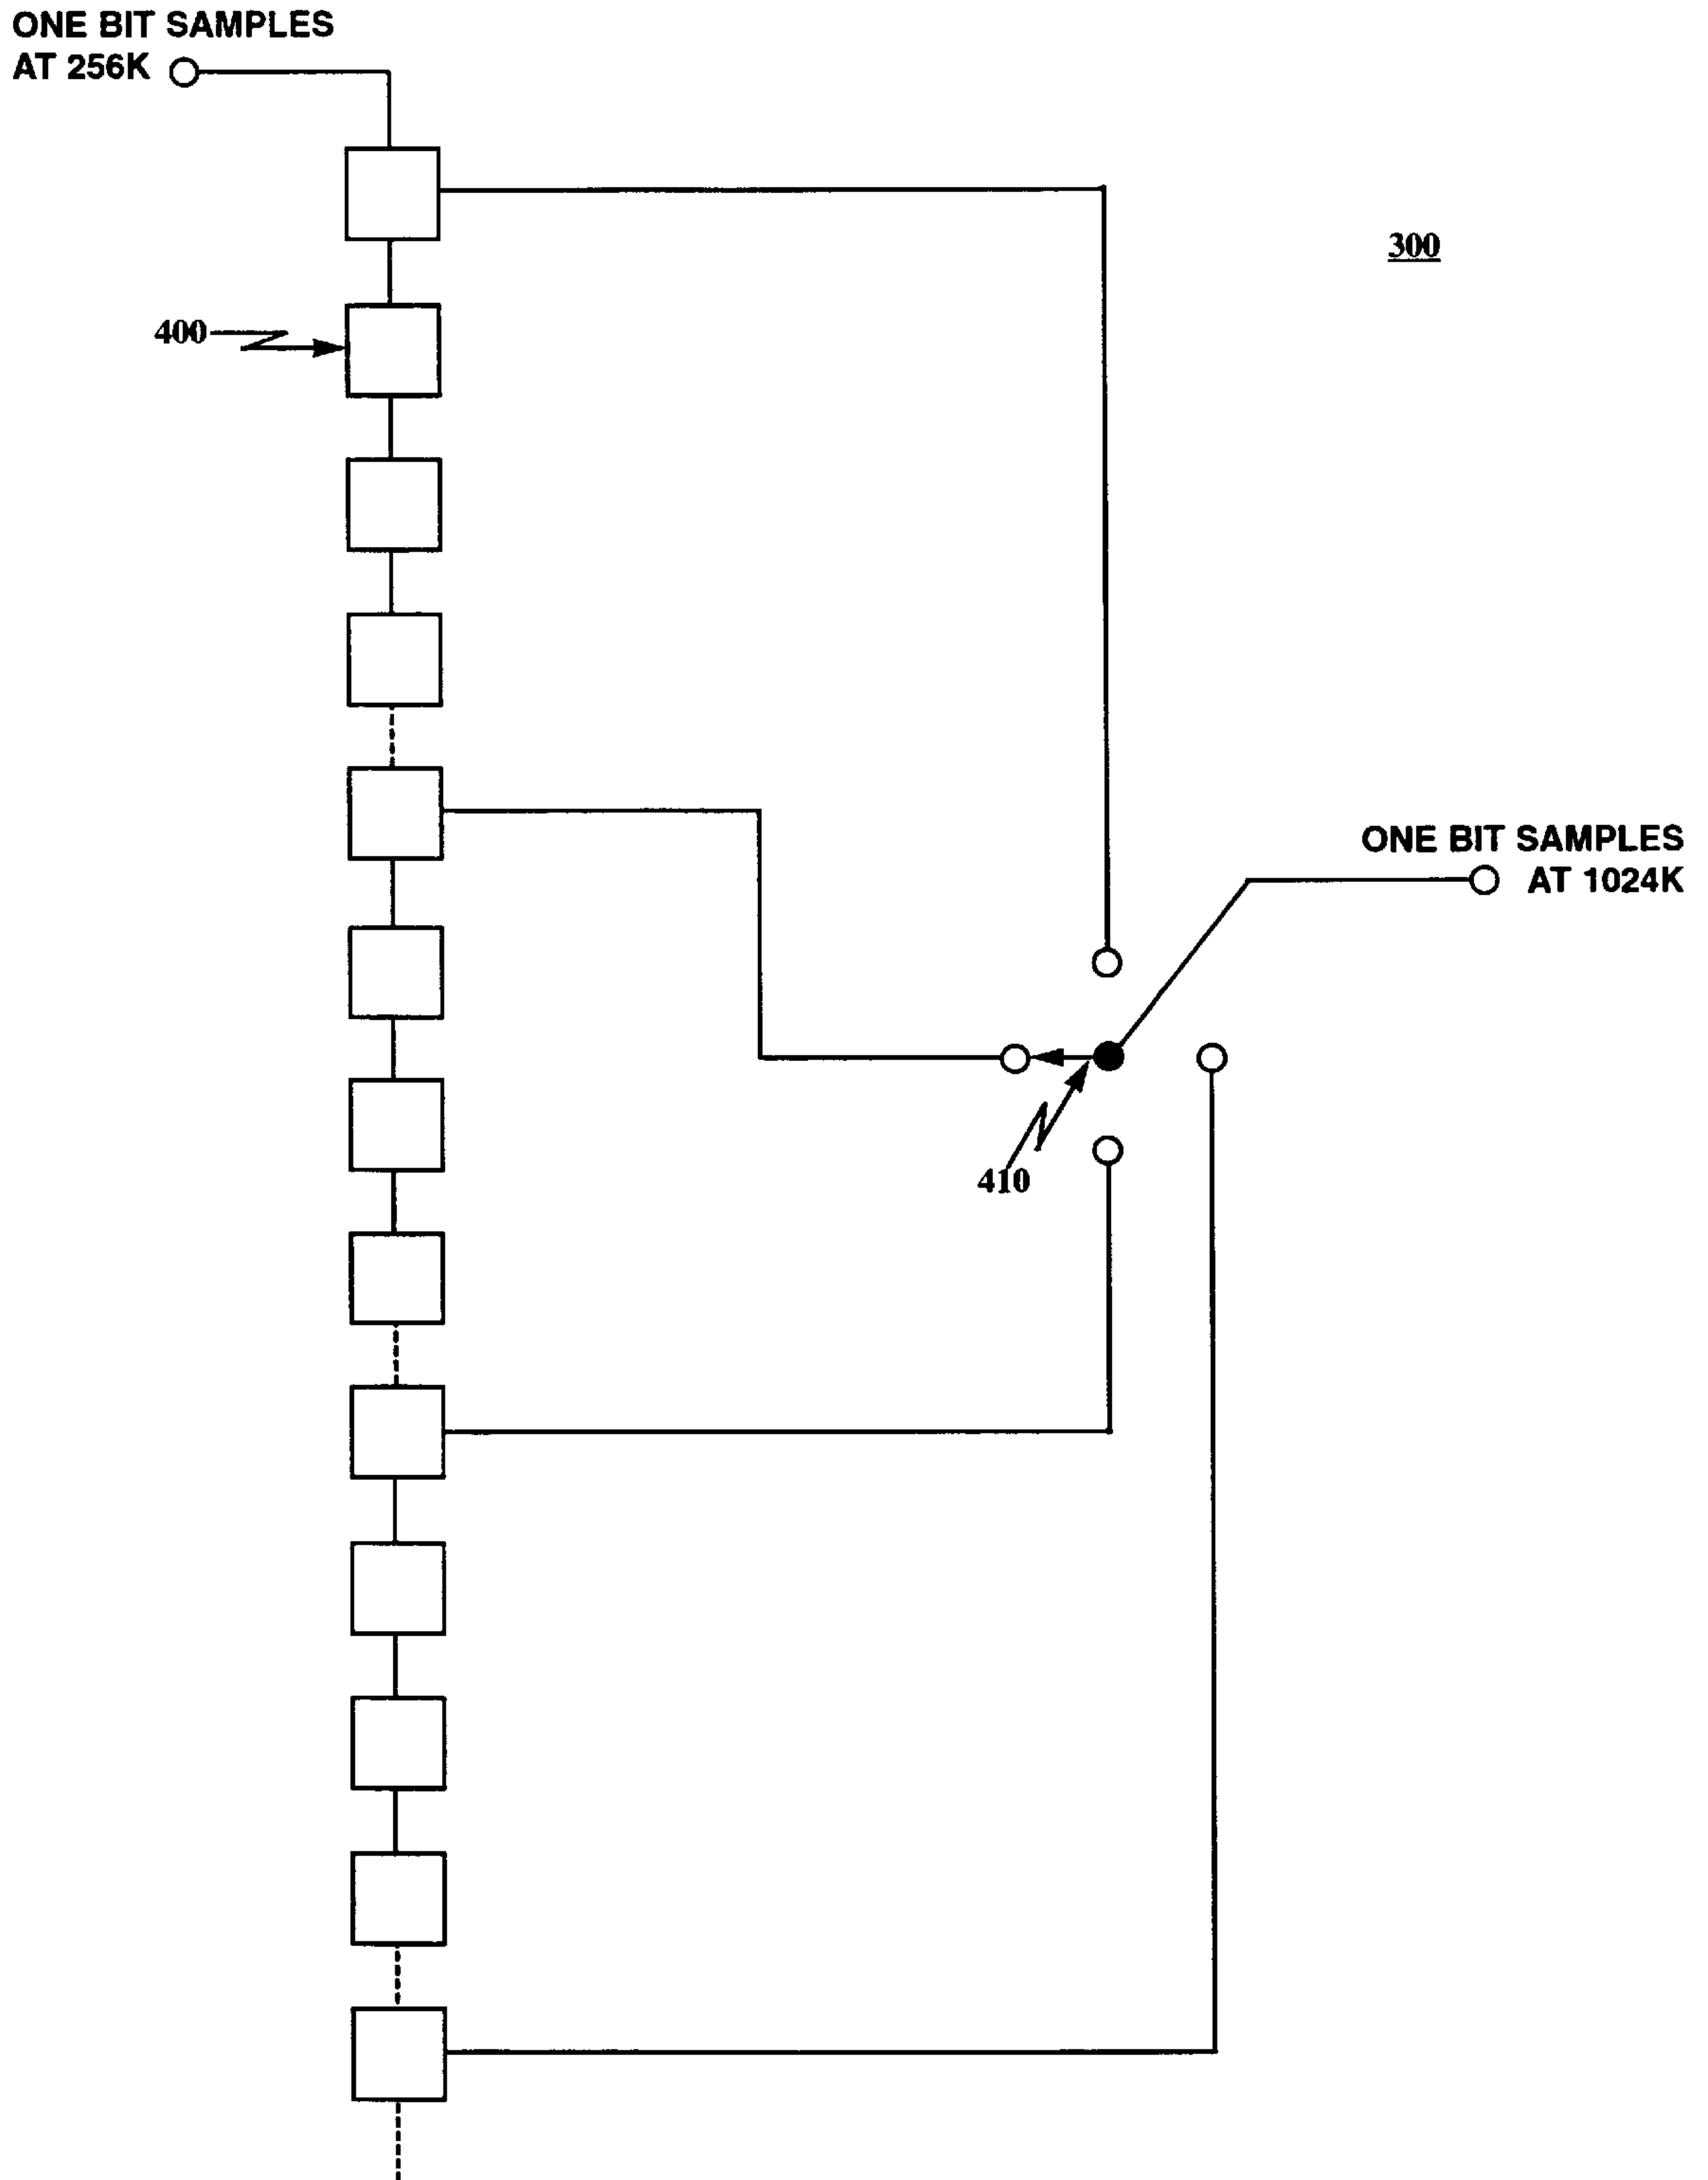 ONE BIT SAMPLES
AT 256K
300
400
ONE BIT SAMPLES
AT 1024K
410